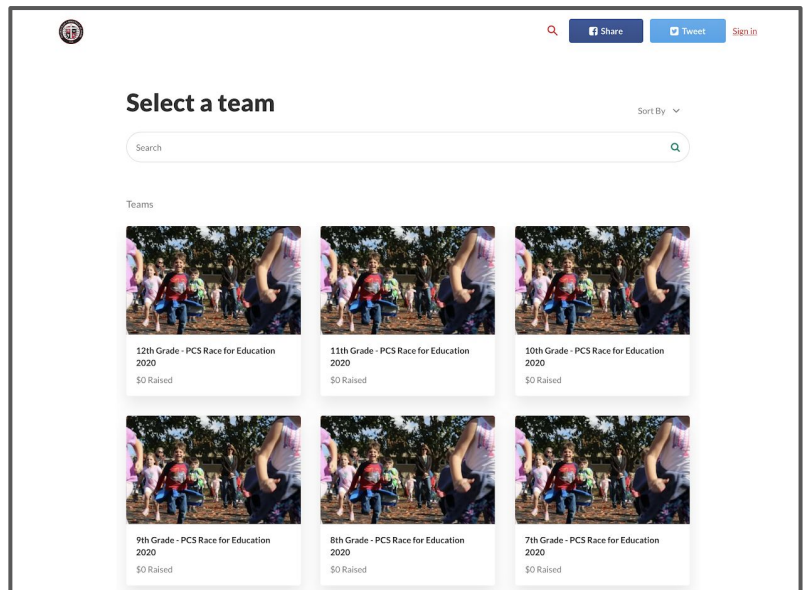 Share
Tweet
Sign in
Select a team
Sort By
Search
Teams
12th Grade - PCS Race for Education
2020
$0 Raised
11th Grade - PCS Race for Education
2020
$0 Raised
10th Grade - PCS Race for Education
2020
$0 Raised
9th Grade - PCS Race for Education
2020
$0 Raised
8th Grade - PCS Race for Education
2020
$0 Raised
7th Grade - PCS Race for Education
2020
$0 Raised